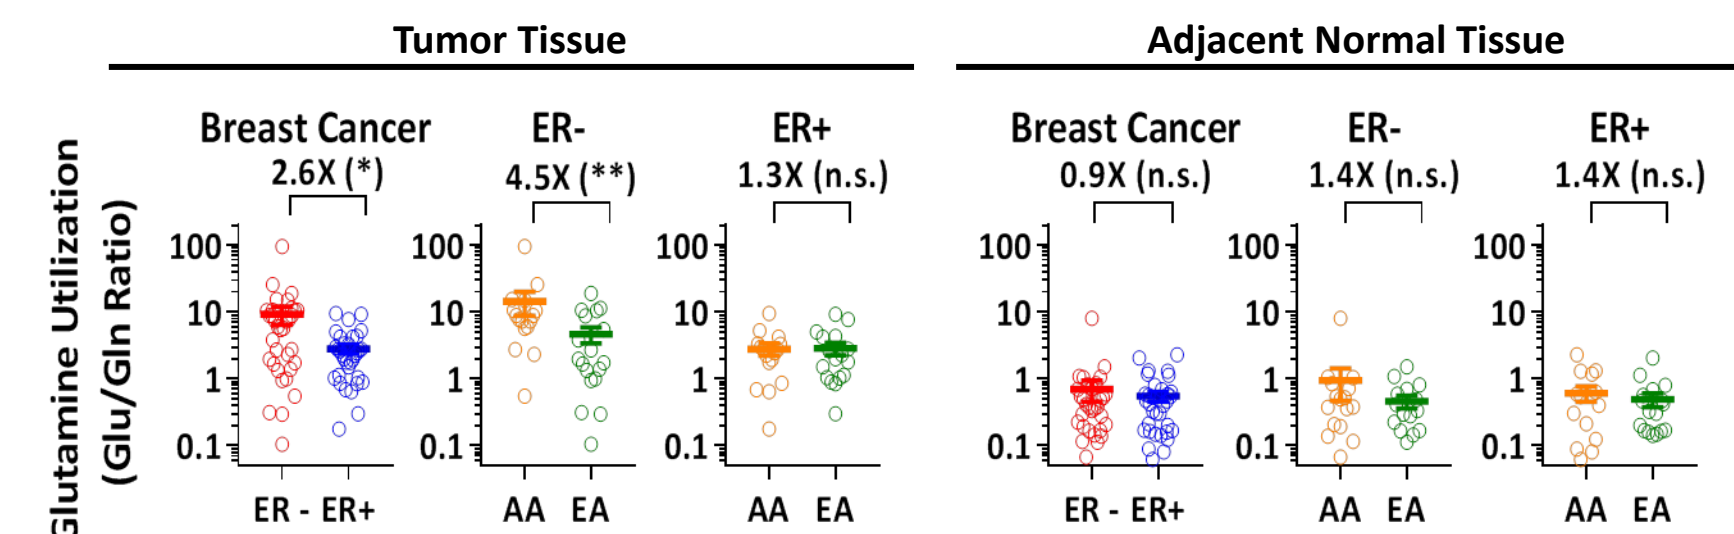 Tumor Tissue
Adjacent Normal Tissue
Glutamine Utilization
(Glu/Gln Ratio)
Breast Cancer
2.6X (*)
100
10
1
0.1
ER - ER+
ER-
4.5X (**)
100
10
1
0.1
AA EA
ER+
1.3X (n.s.)
100
10
1
0.1
AA EA
Breast Cancer
0.9X (n.s.)
100
10
1
0.1
ER - ER+
ER-
1.4X (n.s.)
100
10
1
0.1
AA EA
ER+
1.4X (n.s.)
100
10
1
0.1
AA EA